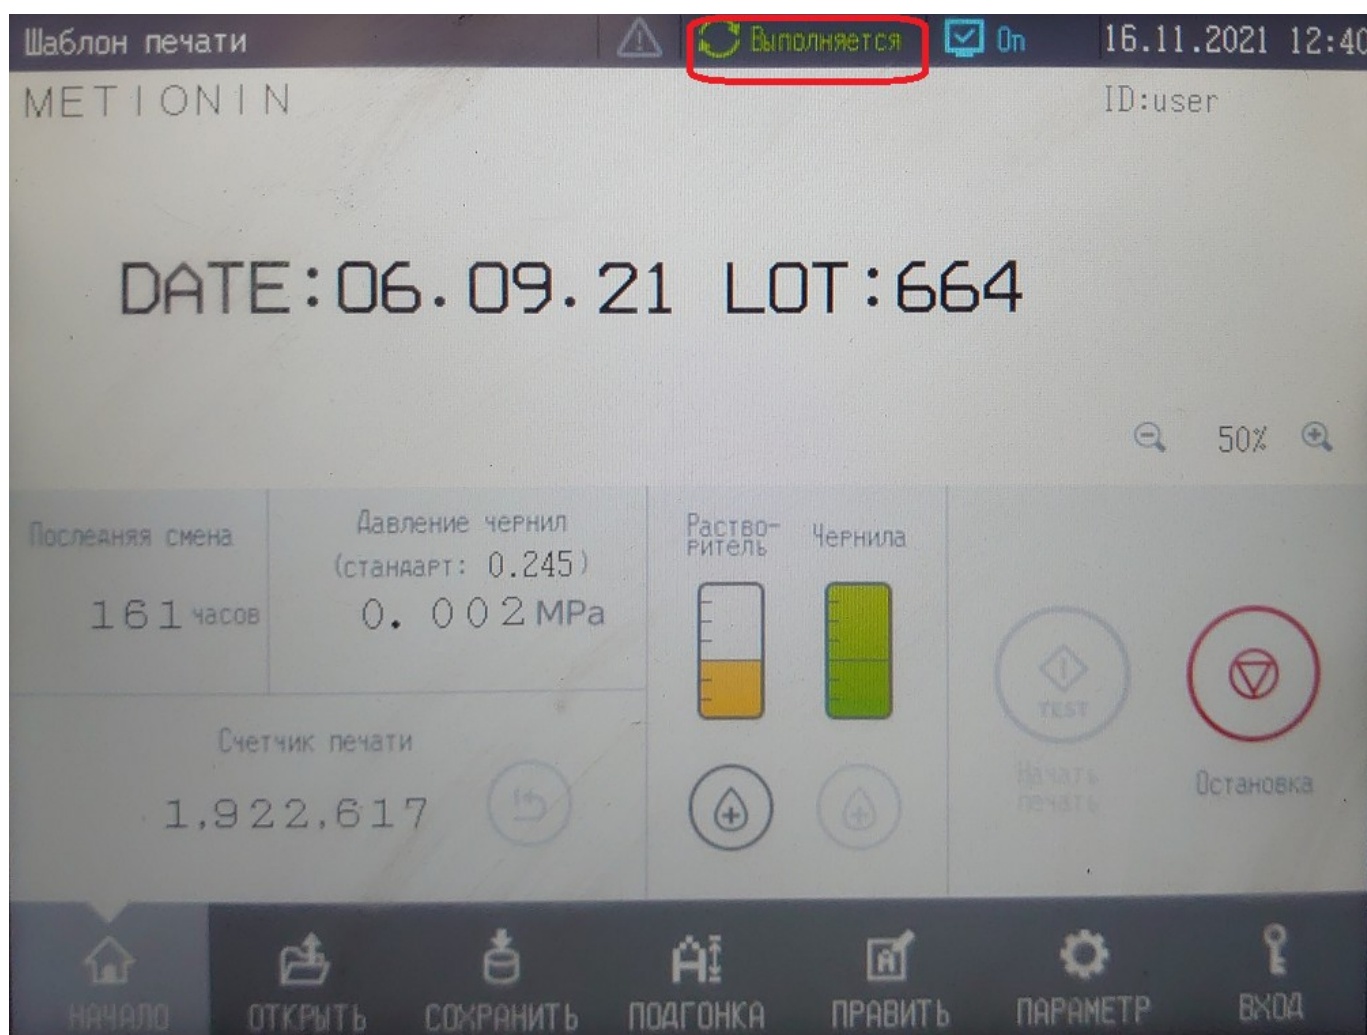 Шаблон печати
Выполняется
On
16.11.2021 12:40
METIONIN
ID:user
DATE:06.09.21 LOT:664
50%
Последняя смена
161 часов
Давление чернил
(стандарт: 0.245)
0.002 MPa
Раство-
ритель
Чернила
Счетчик печати
1,922,617
TEST
Начать
печать
Остановка
НАЧАЛО
ОТКРЫТЬ
СОХРАНИТЬ
ПОДГОНКА
ПРАВИТЬ
ПАРАМЕТР
ВХОД